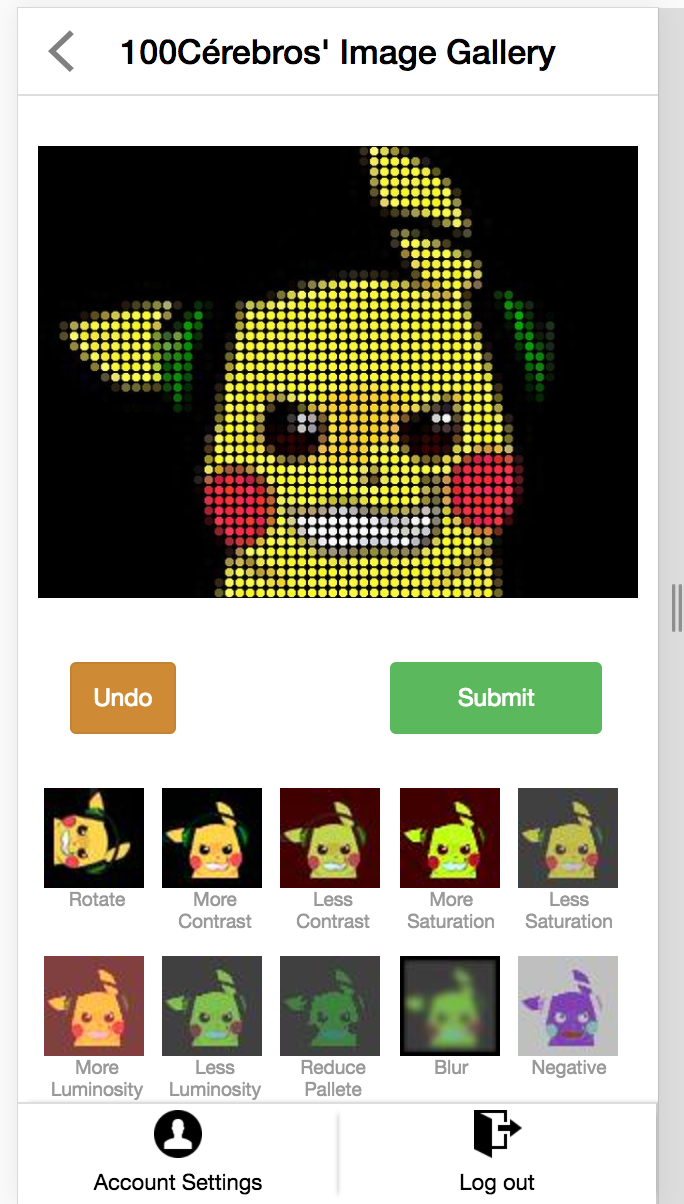 100Cérebros' Image Gallery
Undo
Submit
Rotate
More
Contrast
Less
Contrast
More
Saturation
Less
Saturation
More
Luminosity
Less
Luminosity
Reduce
Pallete
Blur
Negative
Account Settings
Log out